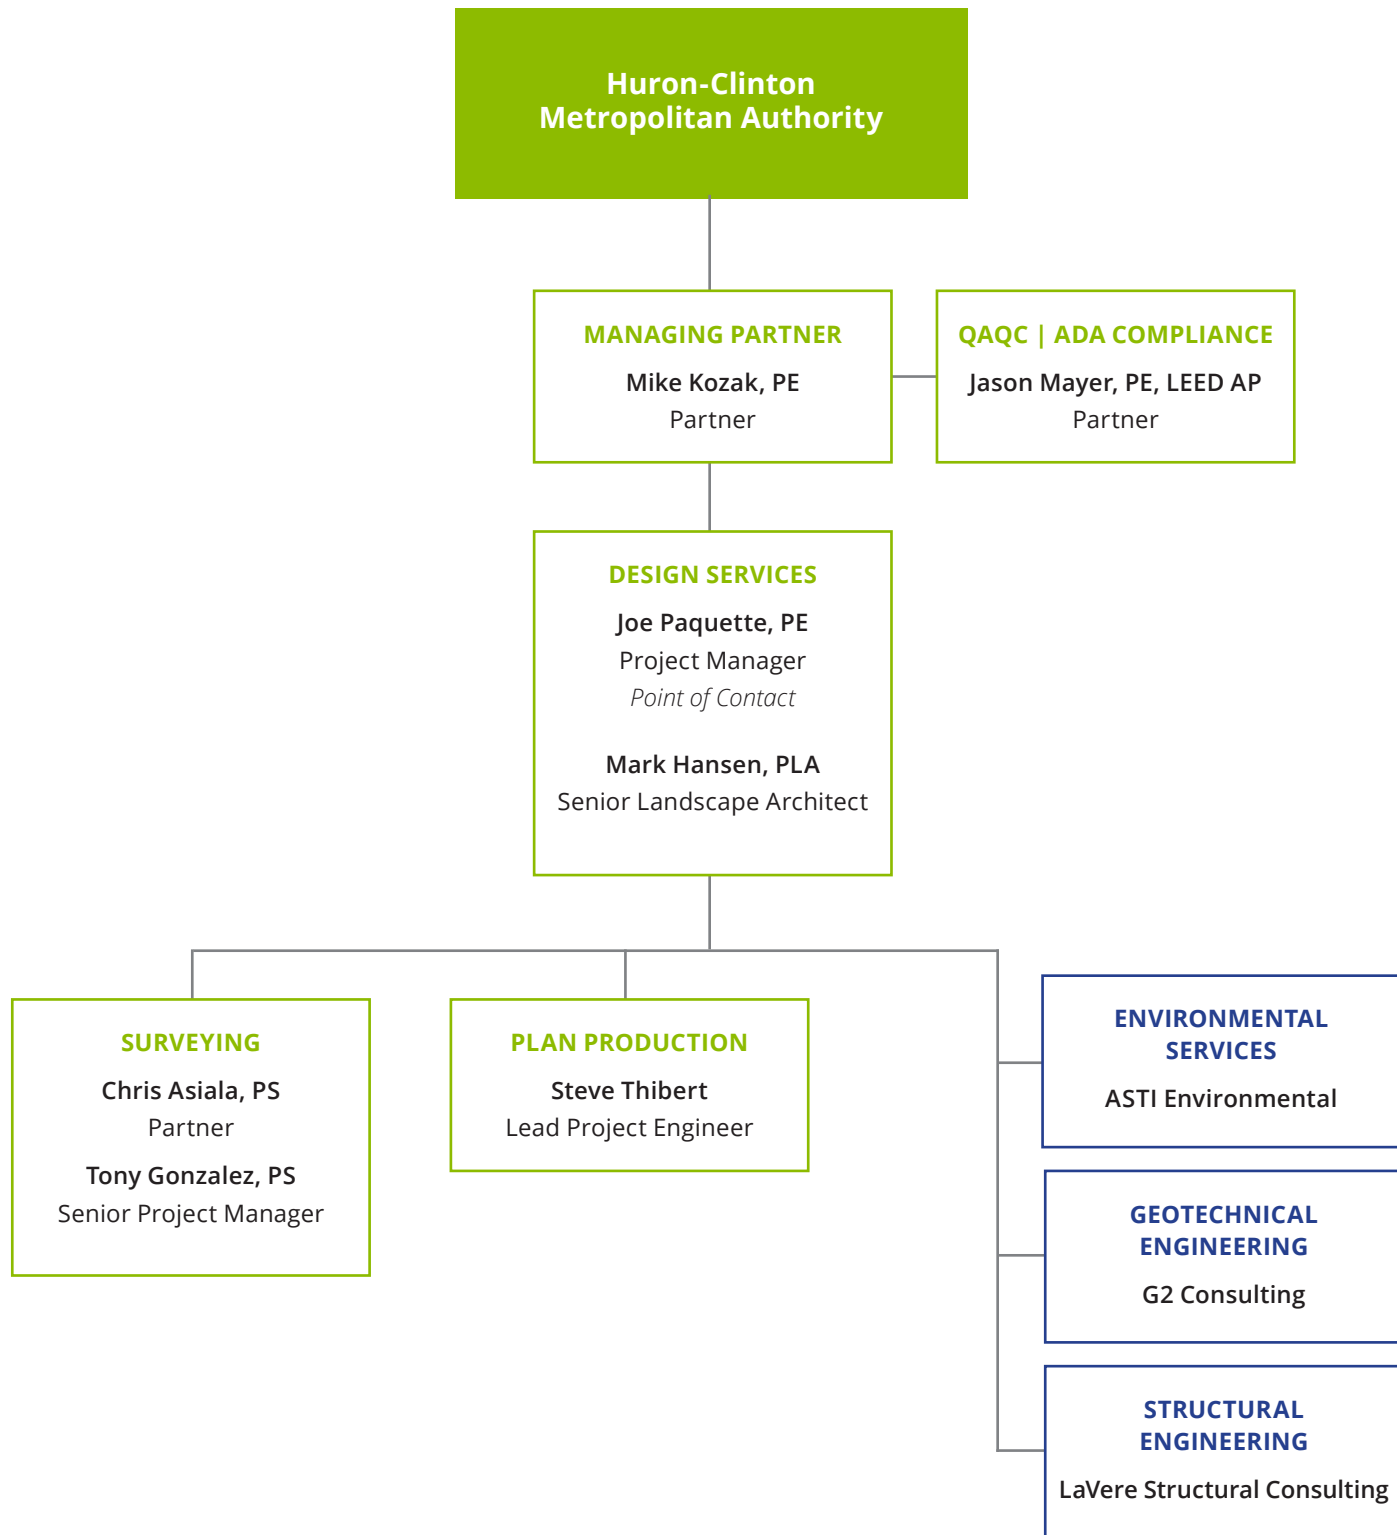 Huron-Clinton
Metropolitan Authority
MANAGING PARTNER
Mike Kozak, PE
Partner
QAQC | ADA COMPLIANCE
Jason Mayer, PE, LEED AP
Partner
DESIGN SERVICES
Joe Paquette, PE
Project Manager
Point of Contact
Mark Hansen, PLA
Senior Landscape Architect
SURVEYING
Chris Asiala, PS
Partner
Tony Gonzalez, PS
Senior Project Manager
PLAN PRODUCTION
Steve Thibert
Lead Project Engineer
ENVIRONMENTAL
SERVICES
ASTI Environmental
GEOTECHNICAL
ENGINEERING
G2 Consulting
STRUCTURAL
ENGINEERING
LaVere Structural Consulting